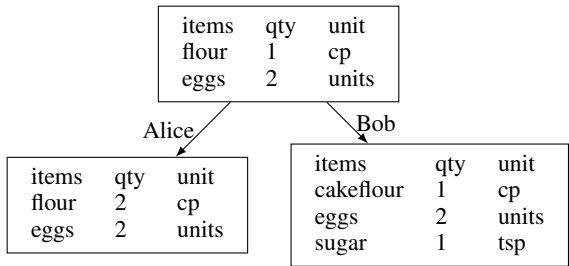 items qty unit
flour 1 cp
eggs 2 units
Alice
Bob
items qty unit
flour 2 cp
eggs 2 units
items qty unit
cakeflour 1 cp
eggs 2 units
sugar 1 tsp